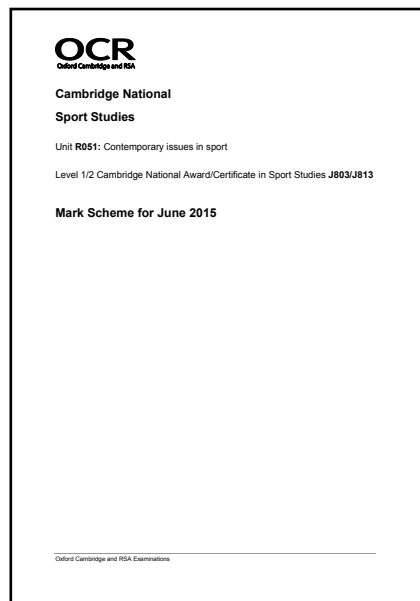 OCR
Oxford Cambridge and RSA
Cambridge National
Sport Studies
Unit R051: Contemporary issues in sport
Level 1/2 Cambridge National Award/Certificate in Sport Studies J803/J813
Mark Scheme for June 2015
Oxford Cambridge and RSA Examinations